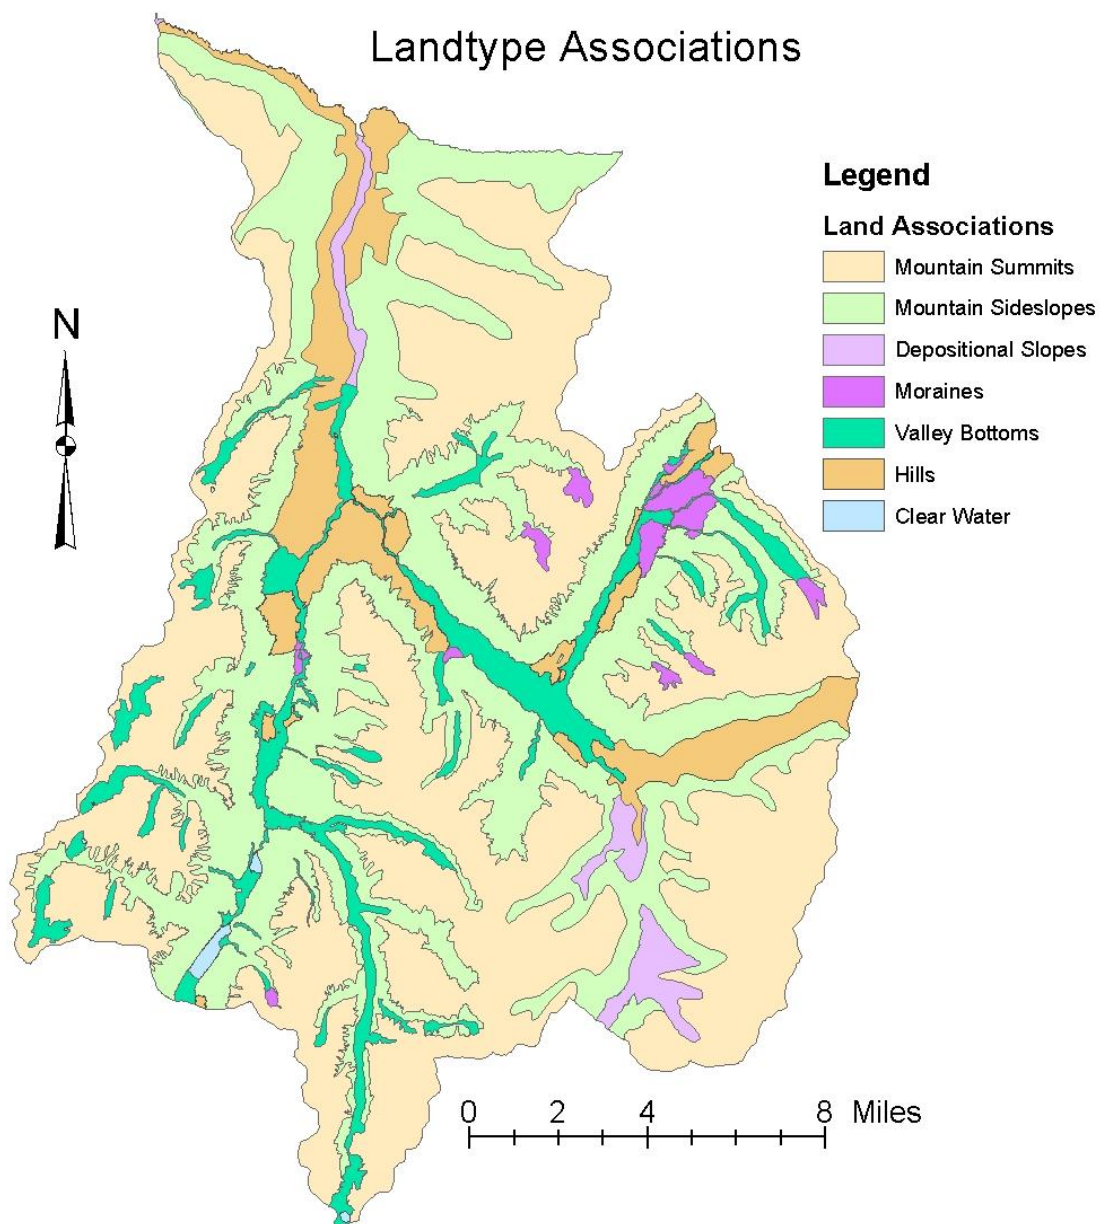 Landtype Associations
Legend
Land Associations
Mountain Summits
Mountain Sideslopes
Depositional Slopes
Moraines
Valley Bottoms
Hills
Clear Water
N
0 2 4 8 Miles